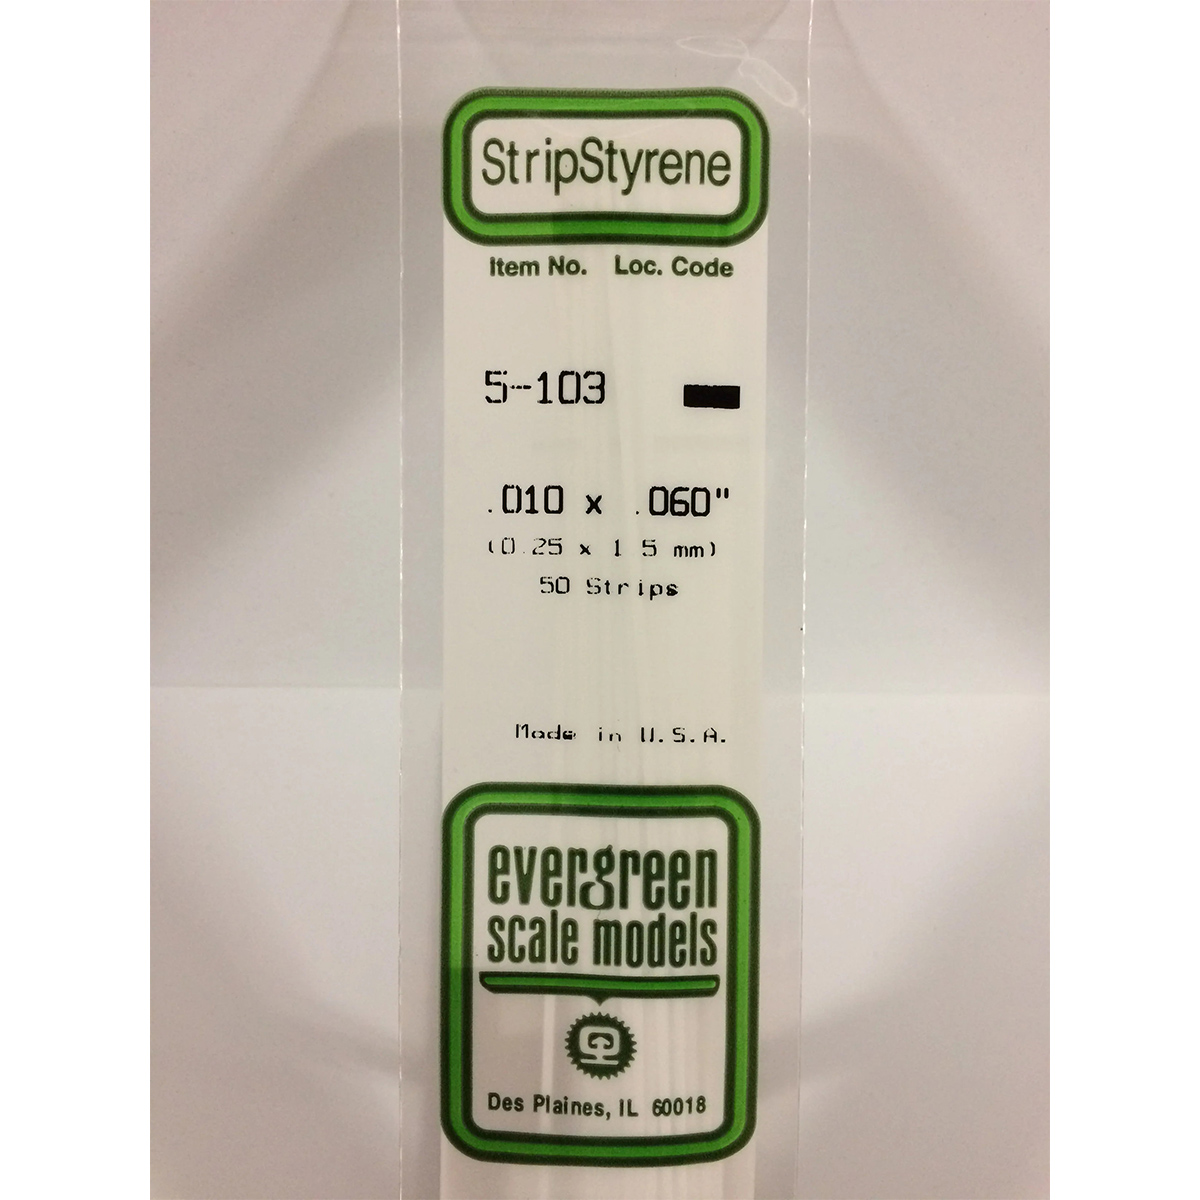 StripStyrene
Item No. Loc. Code
5-103
.010 x .060"
(0.25 x 1.5 mm)
50 Strips
Made in U.S.A.
evergreen
scale models
Des Plaines, IL 60018